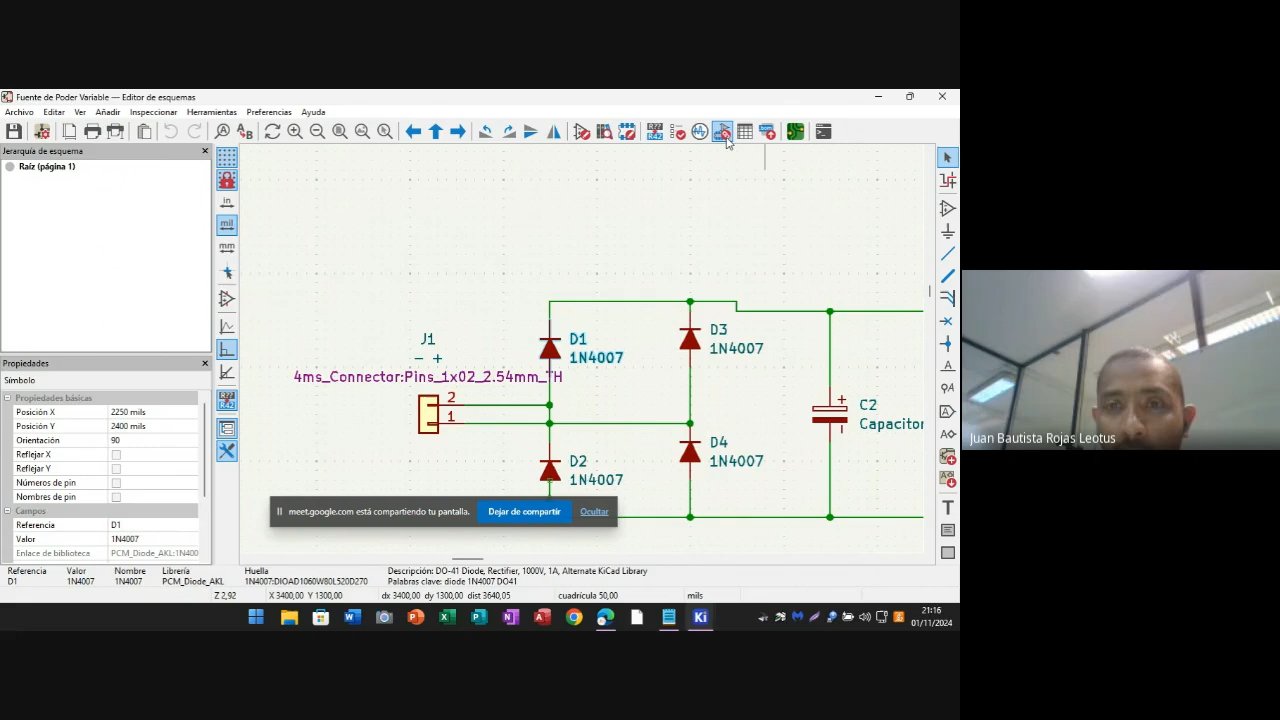 Fuente de Poder Variable — Editor de esquemas
Archivo Editar Ver Añadir Inspeccionar Herramientas Preferencias Ayuda
Jerarquía de esquema
Raíz (página 1)
in
mil
mm
J1
- +
4ms_Connector:Pins_1x02_2.54mm_TH
2
1
D1
1N4007
D3
1N4007
D2
1N4007
D4
1N4007
+
C2
Capacitor
Propiedades
Símbolo
Propiedades básicas
Posición X 2250 mils
Posición Y 2400 mils
Orientación 90
Reflejar X
Reflejar Y
Números de pin
Nombres de pin
Campos
Referencia D1
Valor 1N4007
Enlace de biblioteca PCM_Diode_AKL:1N400
meet.google.com está compartiendo tu pantalla. Dejar de compartir Ocultar
Referencia Valor Nombre Librería Huella Descripción: DO-41 Diode, Rectifier, 1000V, 1A, Alternate KiCad Library
D1 1N4007 1N4007 PCM_Diode_AKL 1N4007:DIOAD1060W80L520D270 Palabras clave: diode 1N4007 DO41
Z 2,92 X 3400,00 Y 1300,00 dx 3400,00 dy 1300,00 dist 3640,05 cuadrícula 50,00 mils
Ki
21:16
01/11/2024
Juan Bautista Rojas Leotus